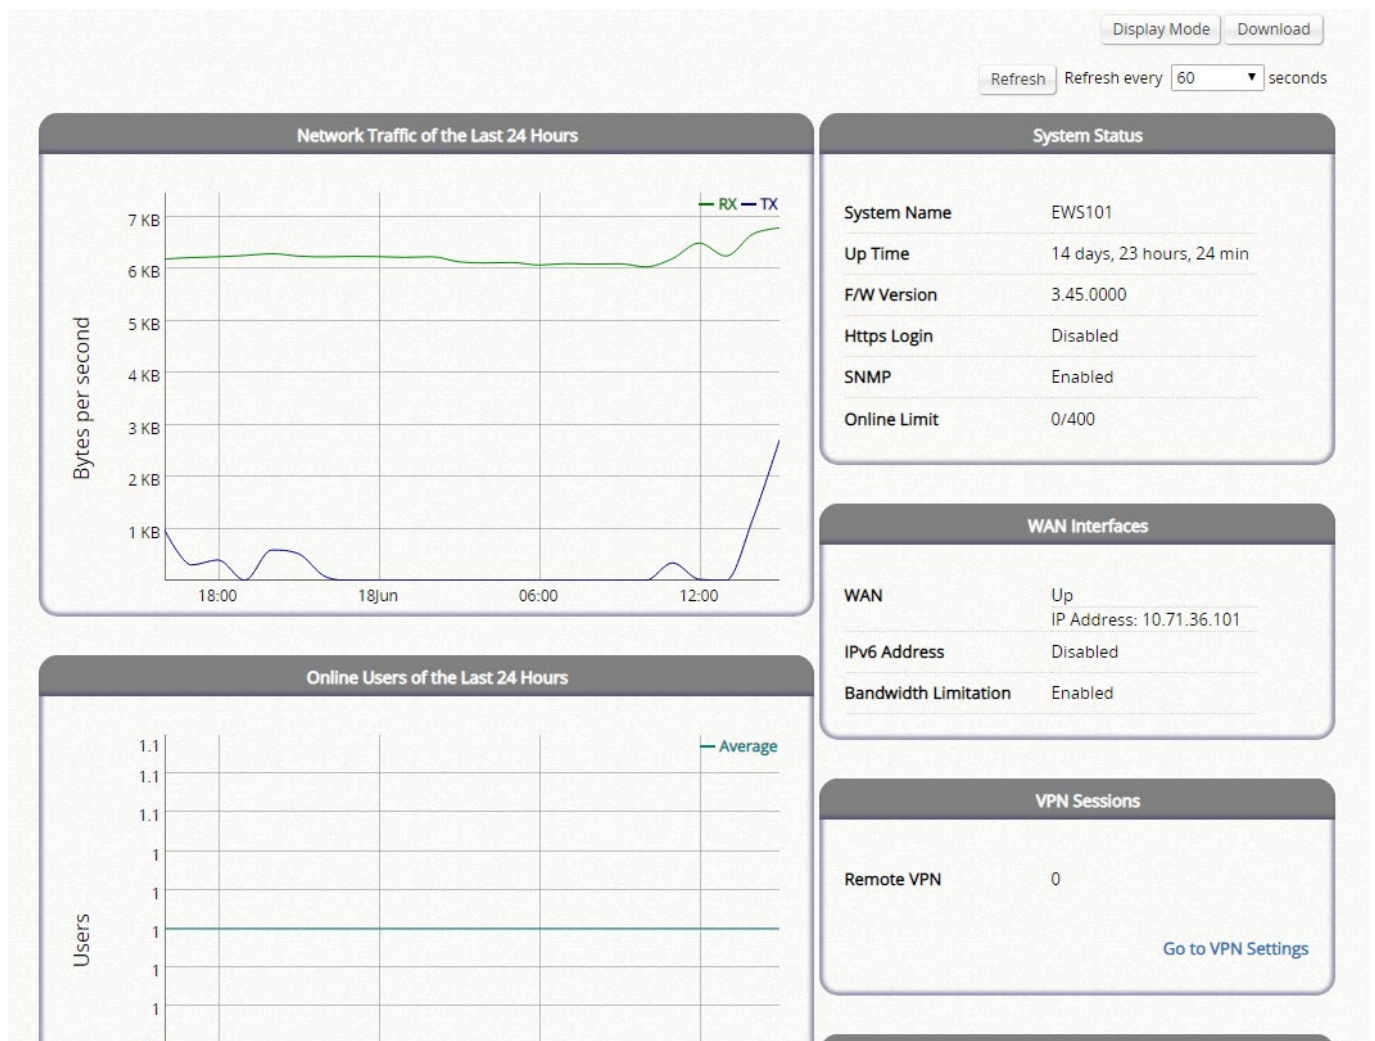 Display Mode Download
Refresh Refresh every 60 seconds
Network Traffic of the Last 24 Hours
RX TX
7 KB
6 KB
5 KB
4 KB
3 KB
2 KB
1 KB
Bytes per second
18:00 18Jun 06:00 12:00
System Status
System Name EWS101
Up Time 14 days, 23 hours, 24 min
F/W Version 3.45.0000
Https Login Disabled
SNMP Enabled
Online Limit 0/400
WAN Interfaces
WAN Up
IP Address: 10.71.36.101
IPv6 Address Disabled
Bandwidth Limitation Enabled
Online Users of the Last 24 Hours
Average
1.1
1.1
1.1
1
1
1
1
1
Users
VPN Sessions
Remote VPN 0
Go to VPN Settings